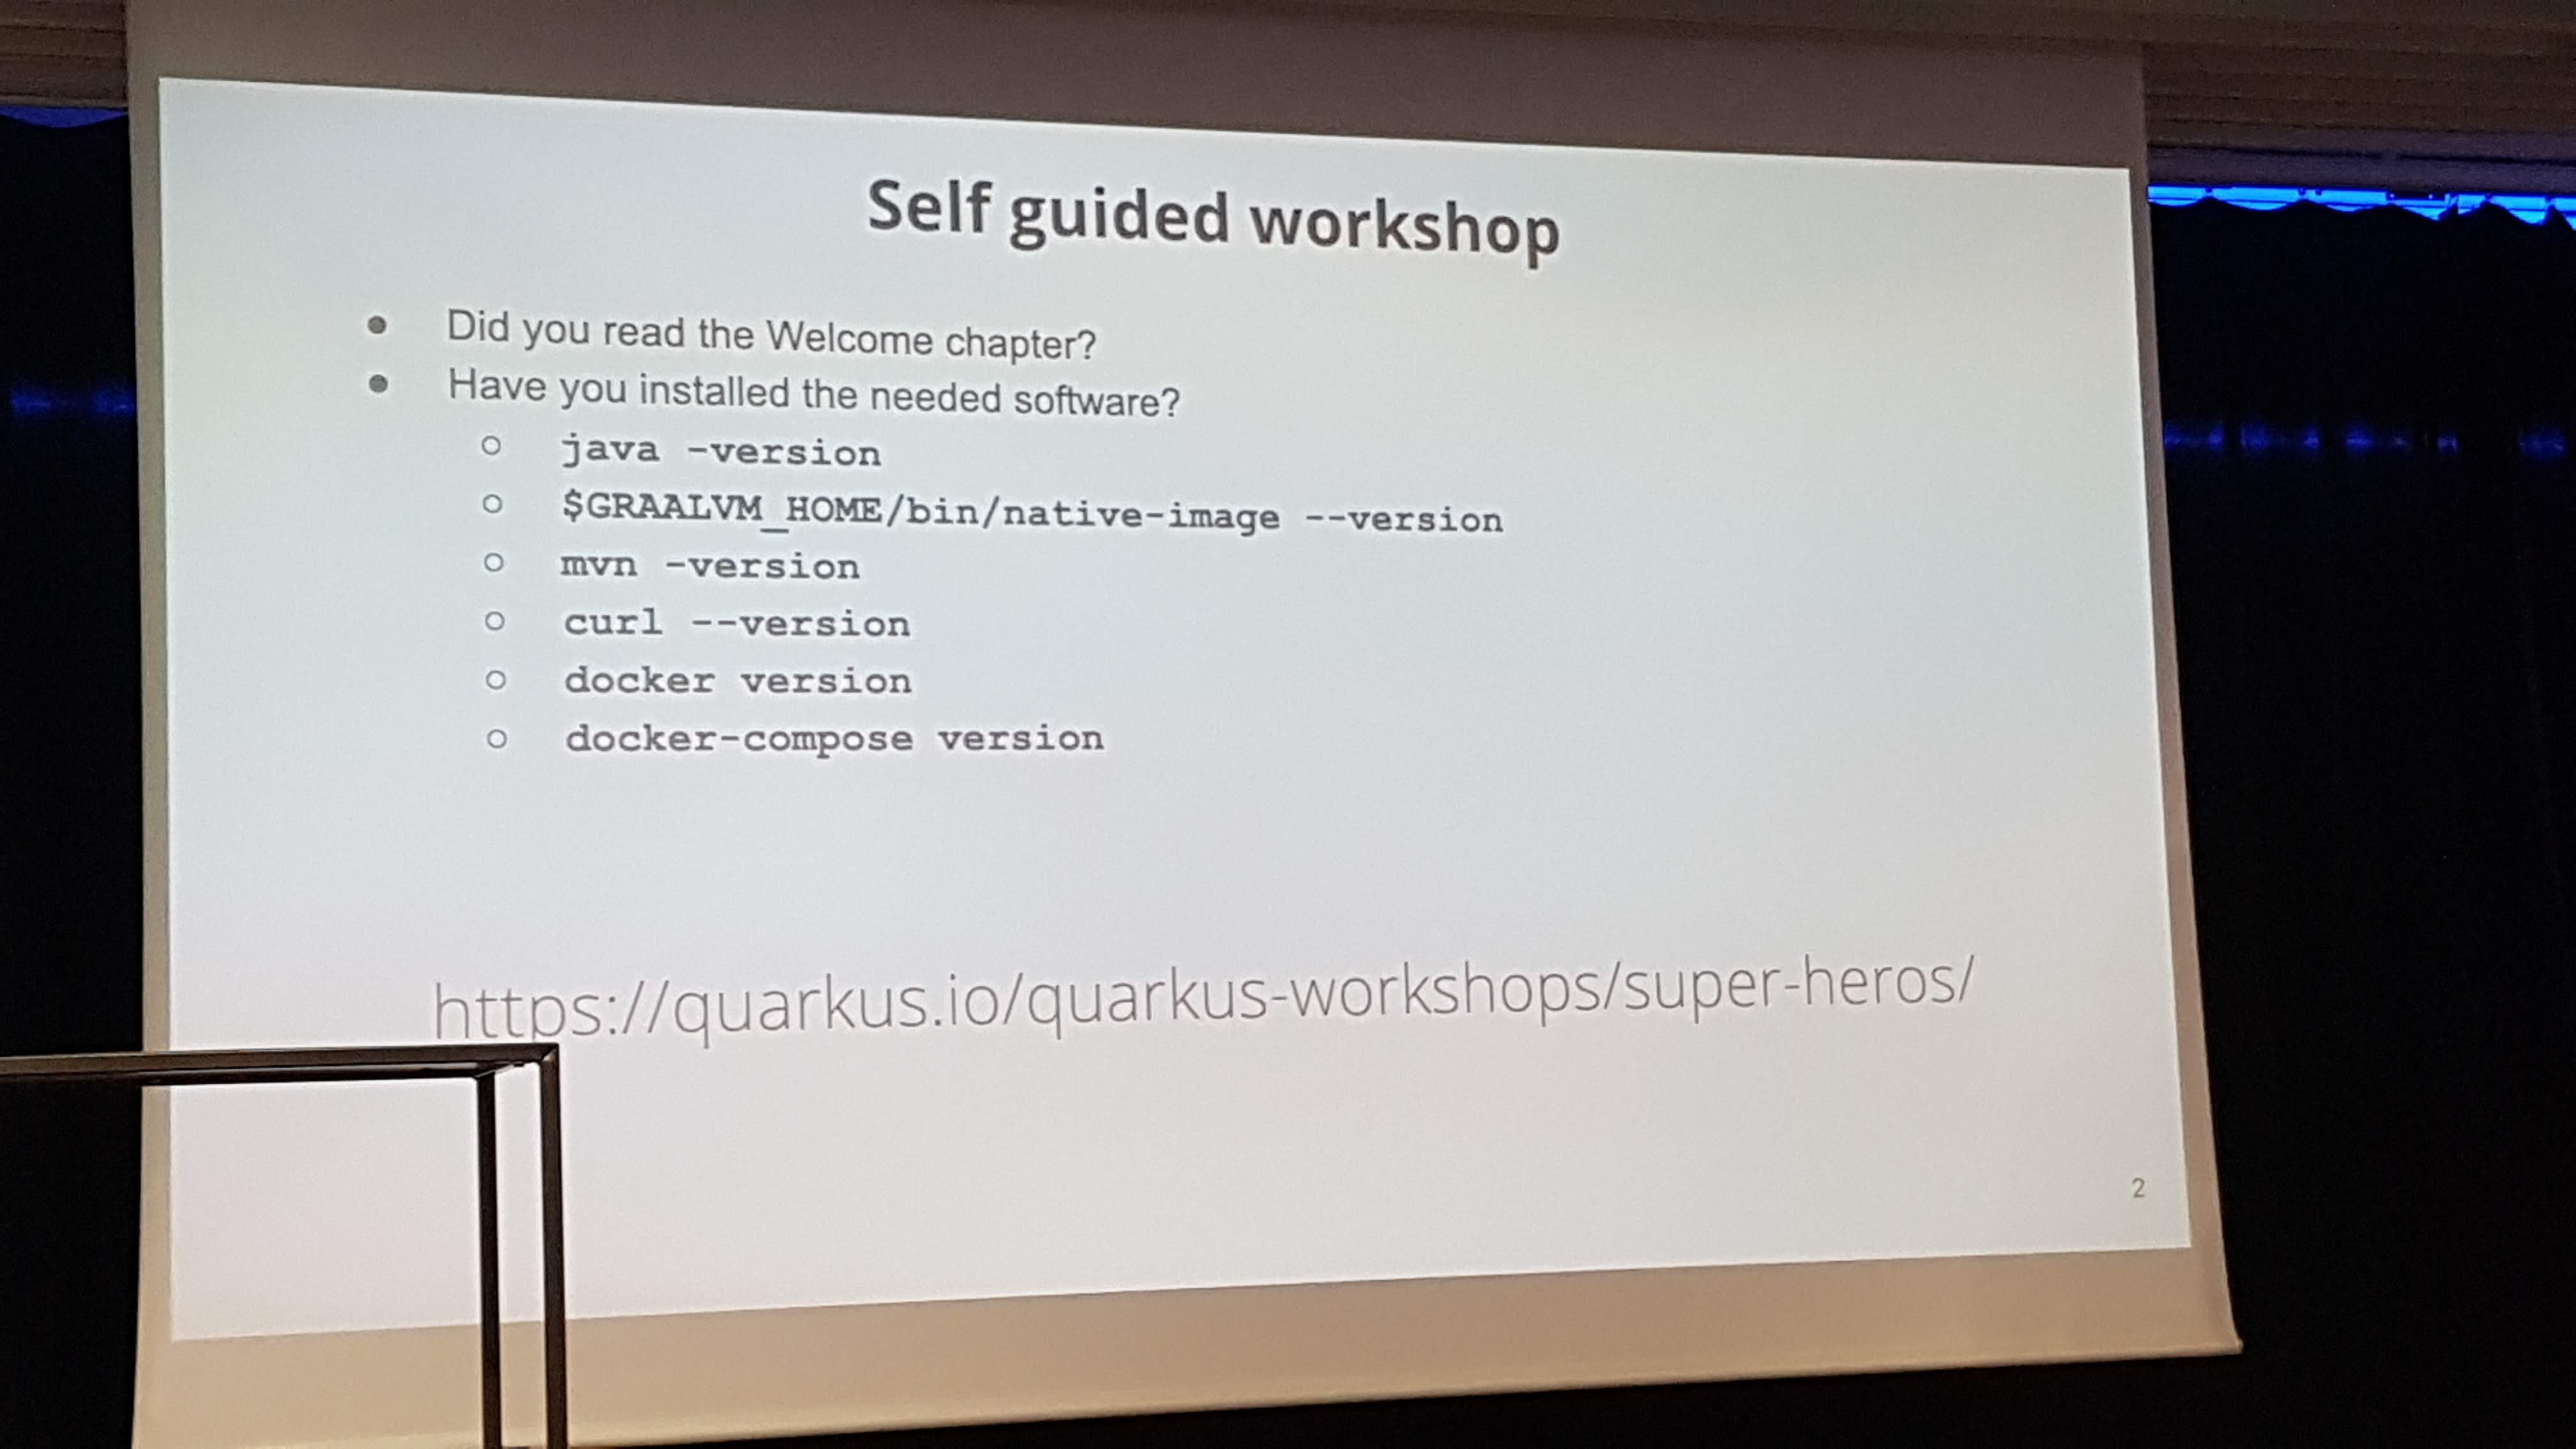 Self guided workshop
● Did you read the Welcome chapter?
● Have you installed the needed software?
○ java -version
○ $GRAALVM_HOME/bin/native-image --version
○ mvn -version
○ curl --version
○ docker version
○ docker-compose version
https://quarkus.io/quarkus-workshops/super-heros/
2